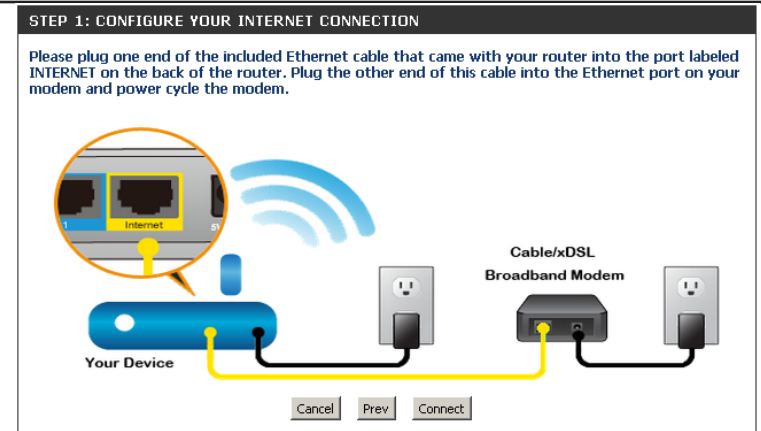 STEP 1: CONFIGURE YOUR INTERNET CONNECTION
Please plug one end of the included Ethernet cable that came with your router into the port labeled
INTERNET on the back of the router. Plug the other end of this cable into the Ethernet port on your
modem and power cycle the modem.
1
Internet
5V
Cable/xDSL
Broadband Modem
Your Device
Cancel
Prev
Connect